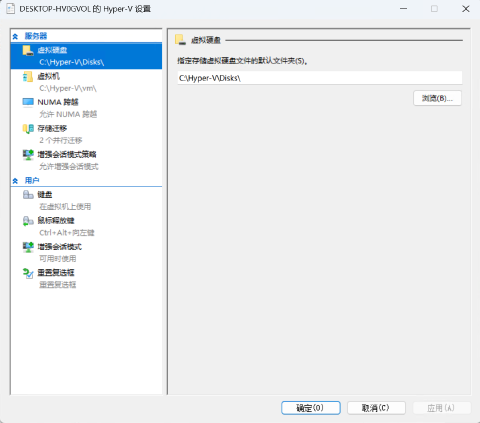 DESKTOP-HV0GVOL 的 Hyper-V 设置
服务器
虚拟硬盘
C:\Hyper-V\Disks\
虚拟机
C:\Hyper-V\vm\
NUMA 跨越
允许 NUMA 跨越
存储迁移
2 个并行迁移
增强会话模式策略
允许增强会话模式
用户
键盘
在虚拟机上使用
鼠标释放键
Ctrl+Alt+向左键
增强会话模式
可用时使用
重置复选框
重置复选框
虚拟硬盘
指定存储虚拟硬盘文件的默认文件夹(S)。
C:\Hyper-V\Disks\
浏览(B)...
确定(O)
取消(C)
应用(A)